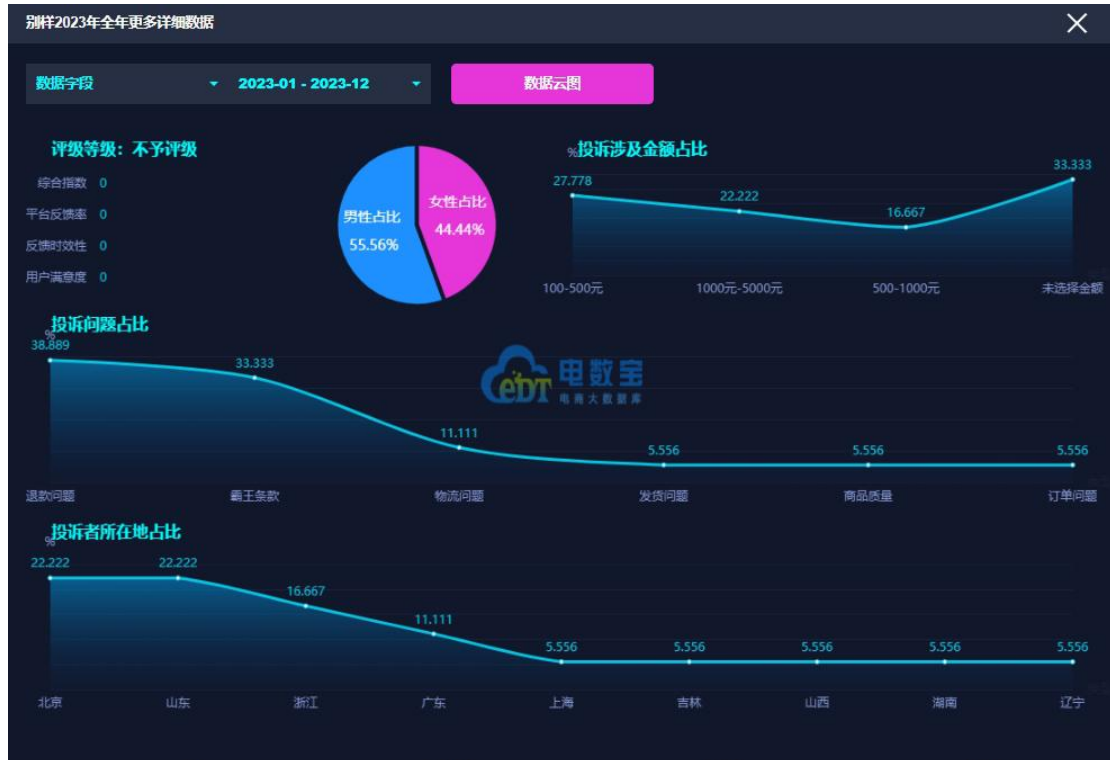 别样2023年全年更多详细数据
数据字段
2023-01 - 2023-12
数据云图
评级等级：不予评级
综合指数 0
平台反馈率 0
反馈时效性 0
用户满意度 0
男性占比
55.56%
女性占比
44.44%
%
投诉涉及金额占比
27.778
22.222
16.667
33.333
100-500元
1000元-5000元
500-1000元
未选择金额
投诉问题占比
%
38.889
33.333
11.111
5.556
5.556
5.556
退款问题
霸王条款
物流问题
发货问题
商品质量
订单问题
ebDT 电数宝
电商大数据库
投诉者所在地占比
%
22.222
22.222
16.667
11.111
5.556
5.556
5.556
5.556
5.556
北京
山东
浙江
广东
上海
吉林
山西
湖南
辽宁